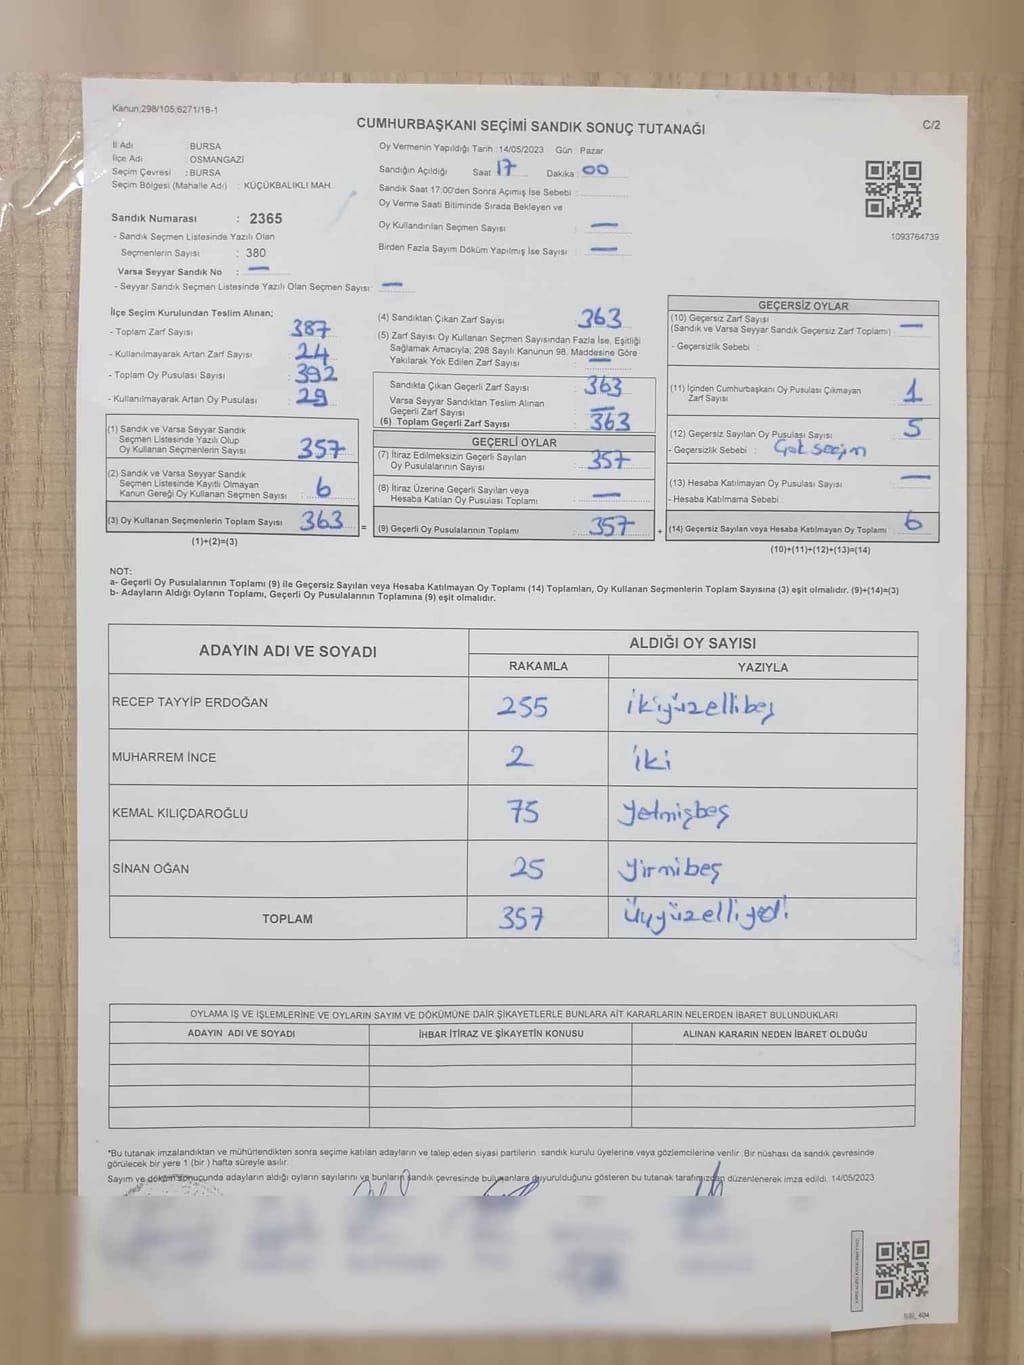 Kanun;298/105;6271/16-1
CUMHURBAŞKANI SEÇİMİ SANDIK SONUÇ TUTANAĞI
C/2
İl Adı BURSA
İlçe Adı : OSMANGAZİ
Seçim Çevresi : BURSA
Seçim Bölgesi (Mahalle Adı) : KÜÇÜKBALIKLI MAH.
Sandık Numarası : 2365
- Sandık Seçmen Listesinde Yazılı Olan
Seçmenlerin Sayısı : 380
Varsa Seyyar Sandık No : —
- Seyyar Sandık Seçmen Listesinde Yazılı Olan Seçmen Sayısı: —
Oy Vermenin Yapıldığı Tarih : 14/05/2023 Gün : Pazar
Sandığın Açıldığı Saat : 17 Dakika : 00
Sandık Saat 17:00'den Sonra Açımış İse Sebebi :
Oy Verme Saati Bitiminde Sırada Bekleyen ve
Oy Kullandırılan Seçmen Sayısı : —
Birden Fazla Sayım Döküm Yapılmış İse Sayısı : —
1093764739
İlçe Seçim Kurulundan Teslim Alınan;
- Toplam Zarf Sayısı : 387
- Kullanılmayarak Artan Zarf Sayısı : 24
- Toplam Oy Pusulası Sayısı : 392
- Kullanılmayarak Artan Oy Pusulası : 29
(1) Sandık ve Varsa Seyyar Sandık
Seçmen Listesinde Yazılı Olup
Oy Kullanan Seçmenlerin Sayısı : 357
(2) Sandık ve Varsa Seyyar Sandık
Seçmen Listesinde Kayıtlı Olmayan
Kanun Gereği Oy Kullanan Seçmen Sayısı : 6
(3) Oy Kullanan Seçmenlerin Toplam Sayısı : 363
(1)+(2)=(3)
(4) Sandıktan Çıkan Zarf Sayısı : 363
(5) Zarf Sayısı Oy Kullanan Seçmen Sayısından Fazla İse, Eşitliği
Sağlamak Amacıyla; 298 Sayılı Kanunun 98. Maddesine Göre
Yakılarak Yok Edilen Zarf Sayısı : —
Sandıkta Çıkan Geçerli Zarf Sayısı : 363
Varsa Seyyar Sandıktan Teslim Alınan
Geçerli Zarf Sayısı : —
(6) Toplam Geçerli Zarf Sayısı : 363
GEÇERLİ OYLAR
(7) İtiraz Edilmeksizin Geçerli Sayılan
Oy Pusulalarının Sayısı : 357
(8) İtiraz Üzerine Geçerli Sayılan veya
Hesaba Katılan Oy Pusulası Toplamı : —
= (9) Geçerli Oy Pusulalarının Toplamı : 357 +
GEÇERSİZ OYLAR
(10) Geçersiz Zarf Sayısı
(Sandık ve Varsa Seyyar Sandık Geçersiz Zarf Toplamı) : —
- Geçersizlik Sebebi :
(11) İçinden Cumhurbaşkanı Oy Pusulası Çıkmayan
Zarf Sayısı : 1
(12) Geçersiz Sayılan Oy Pusulası Sayısı : 5
- Geçersizlik Sebebi : Çok seçim
(13) Hesaba Katılmayan Oy Pusulası Sayısı : —
- Hesaba Katılmama Sebebi :
(14) Geçersiz Sayılan veya Hesaba Katılmayan Oy Toplamı : 6
(10)+(11)+(12)+(13)=(14)
NOT:
a- Geçerli Oy Pusulalarının Toplamı (9) ile Geçersiz Sayılan veya Hesaba Katılmayan Oy Toplamı (14) Toplamları, Oy Kullanan Seçmenlerin Toplam Sayısına (3) eşit olmalıdır. (9)+(14)=(3)
b- Adayların Aldığı Oyların Toplamı, Geçerli Oy Pusulalarının Toplamına (9) eşit olmalıdır.
ADAYIN ADI VE SOYADI
ALDIĞI OY SAYISI
RAKAMLA YAZIYLA
RECEP TAYYİP ERDOĞAN 255 ikiyüzellibeş
MUHARREM İNCE 2 iki
KEMAL KILIÇDAROĞLU 75 yetmişbeş
SİNAN OĞAN 25 yirmibeş
TOPLAM 357 Üçyüzelliyedi
OYLAMA İŞ VE İŞLEMLERİNE VE OYLARIN SAYIM VE DÖKÜMÜNE DAİR ŞİKAYETLERLE BUNLARA AİT KARARLARIN NELERDEN İBARET BULUNDUKLARI
ADAYIN ADI VE SOYADI İHBAR İTİRAZ VE ŞİKAYETİN KONUSU ALINAN KARARIN NEDEN İBARET OLDUĞU
*Bu tutanak imzalandıktan ve mühürlendikten sonra seçime katılan adayların ve talep eden siyasi partilerin sandık kurulu üyelerine veya gözlemcilerine verilir .Bir nüshası da sandık çevresinde
görülecek bir yere 1 (bir ) hafta süreyle asılır.
Sayım ve döküm sonuçunda adayların aldığı oyların sayılarını ve bunların sandık çevresinde bulunanlara duyurulduğunu gösteren bu tutanak tarafımızdan düzenlenerek imza edildi. 14/05/2023